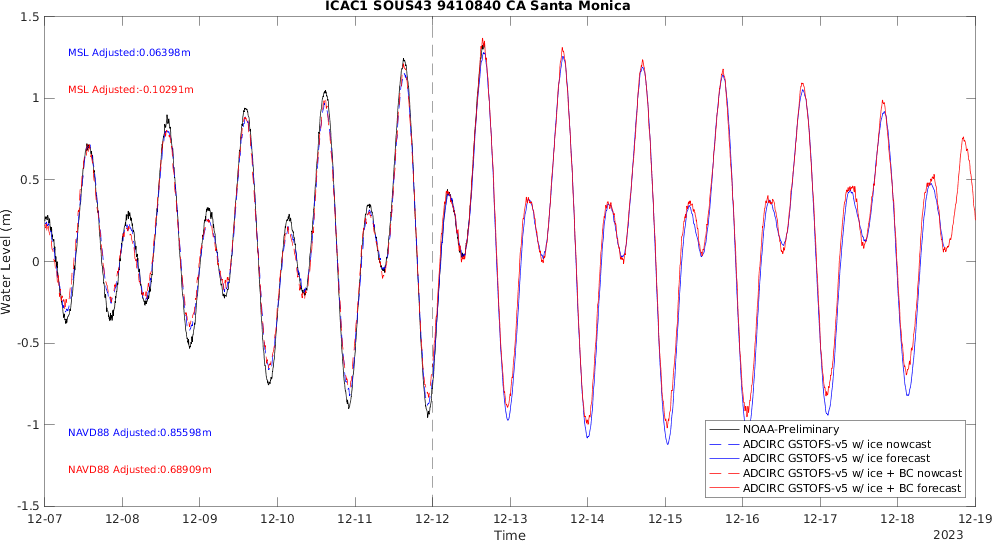 ICAC1 SOUS43 9410840 CA Santa Monica
1.5
MSL Adjusted:0.06398m
MSL Adjusted:-0.10291m
1
0.5
Water Level (m)
0
-0.5
-1
NAVD88 Adjusted:0.85598m
NAVD88 Adjusted:0.68909m
NOAA-Preliminary
ADCIRC GSTOFS-v5 w/ ice nowcast
ADCIRC GSTOFS-v5 w/ ice forecast
ADCIRC GSTOFS-v5 w/ ice + BC nowcast
ADCIRC GSTOFS-v5 w/ ice + BC forecast
-1.5
12-07 12-08 12-09 12-10 12-11 12-12 12-13 12-14 12-15 12-16 12-17 12-18 12-19
Time
2023